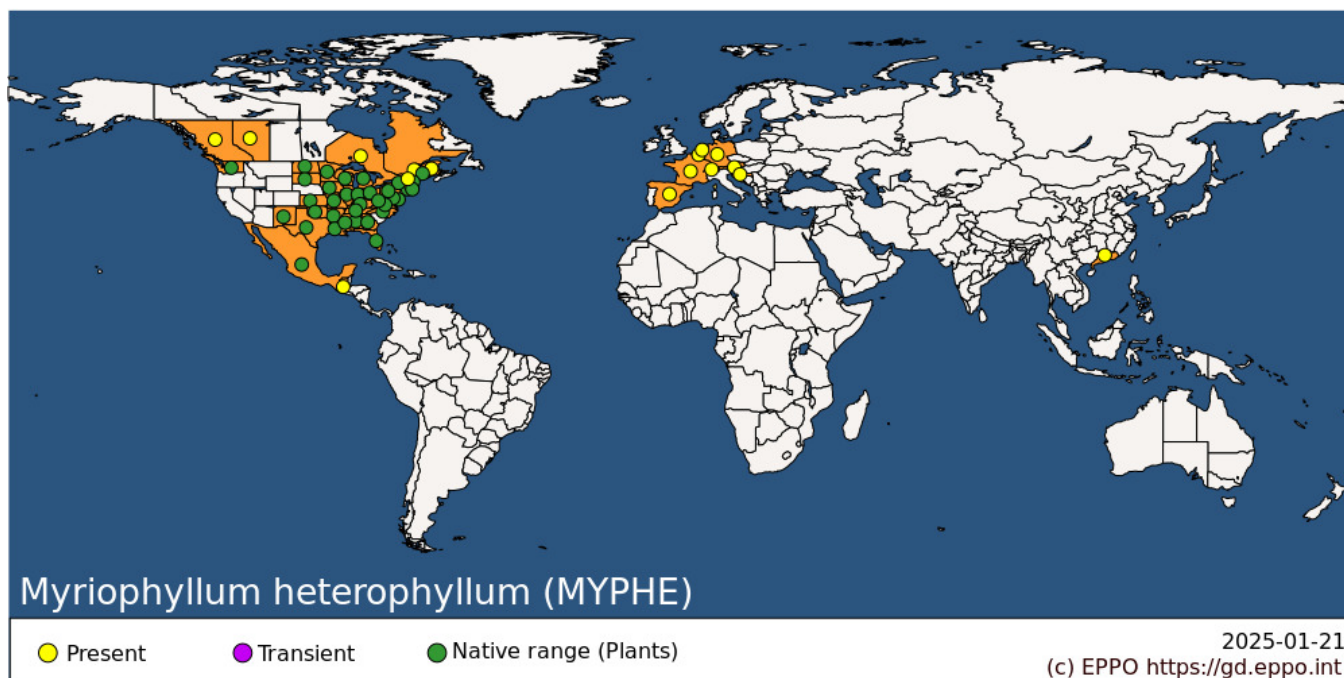 Myriophyllum heterophyllum (MYPHE)
Present
Transient
Native range (Plants)
2025-01-21
(c) EPPO https://gd.eppo.int